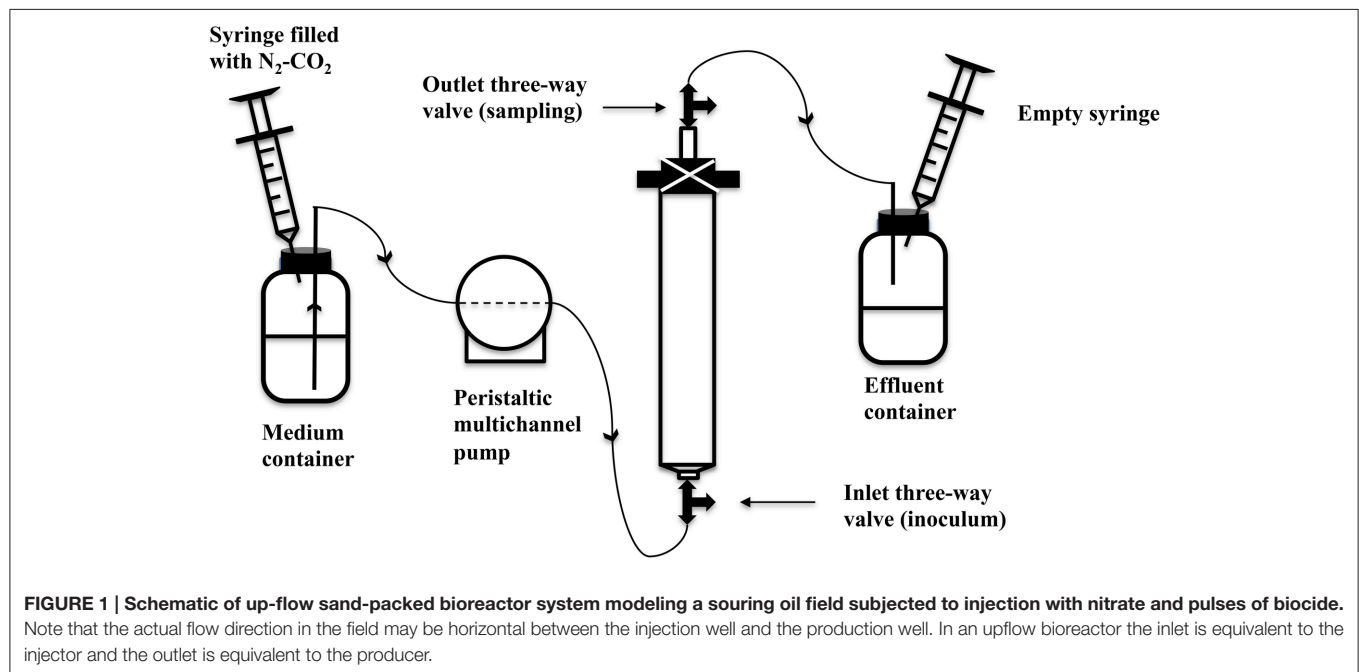 Syringe filled
with N₂-CO₂
Outlet three-way
valve (sampling)
Empty syringe
Medium
container
Peristaltic
multichannel
pump
Effluent
container
Inlet three-way
valve (inoculum)
FIGURE 1 | Schematic of up-flow sand-packed bioreactor system modeling a souring oil field subjected to injection with nitrate and pulses of biocide.
Note that the actual flow direction in the field may be horizontal between the injection well and the production well. In an upflow bioreactor the inlet is equivalent to the
injector and the outlet is equivalent to the producer.